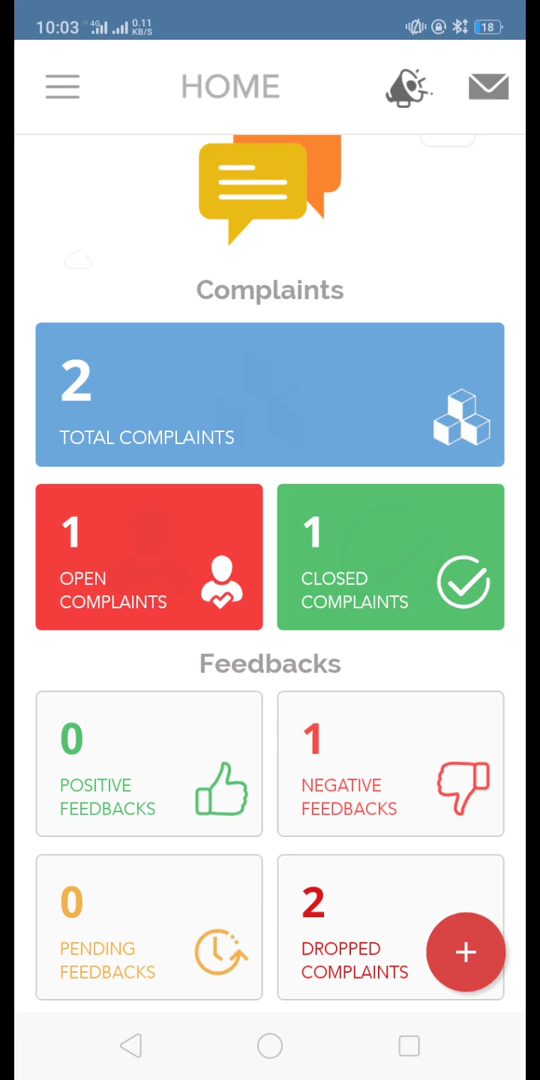 10:03 4G 0.11 KB/S 18
HOME
Complaints
2
TOTAL COMPLAINTS
1
OPEN
COMPLAINTS
1
CLOSED
COMPLAINTS
Feedbacks
0
POSITIVE
FEEDBACKS
1
NEGATIVE
FEEDBACKS
0
PENDING
FEEDBACKS
2
DROPPED
COMPLAINTS
+